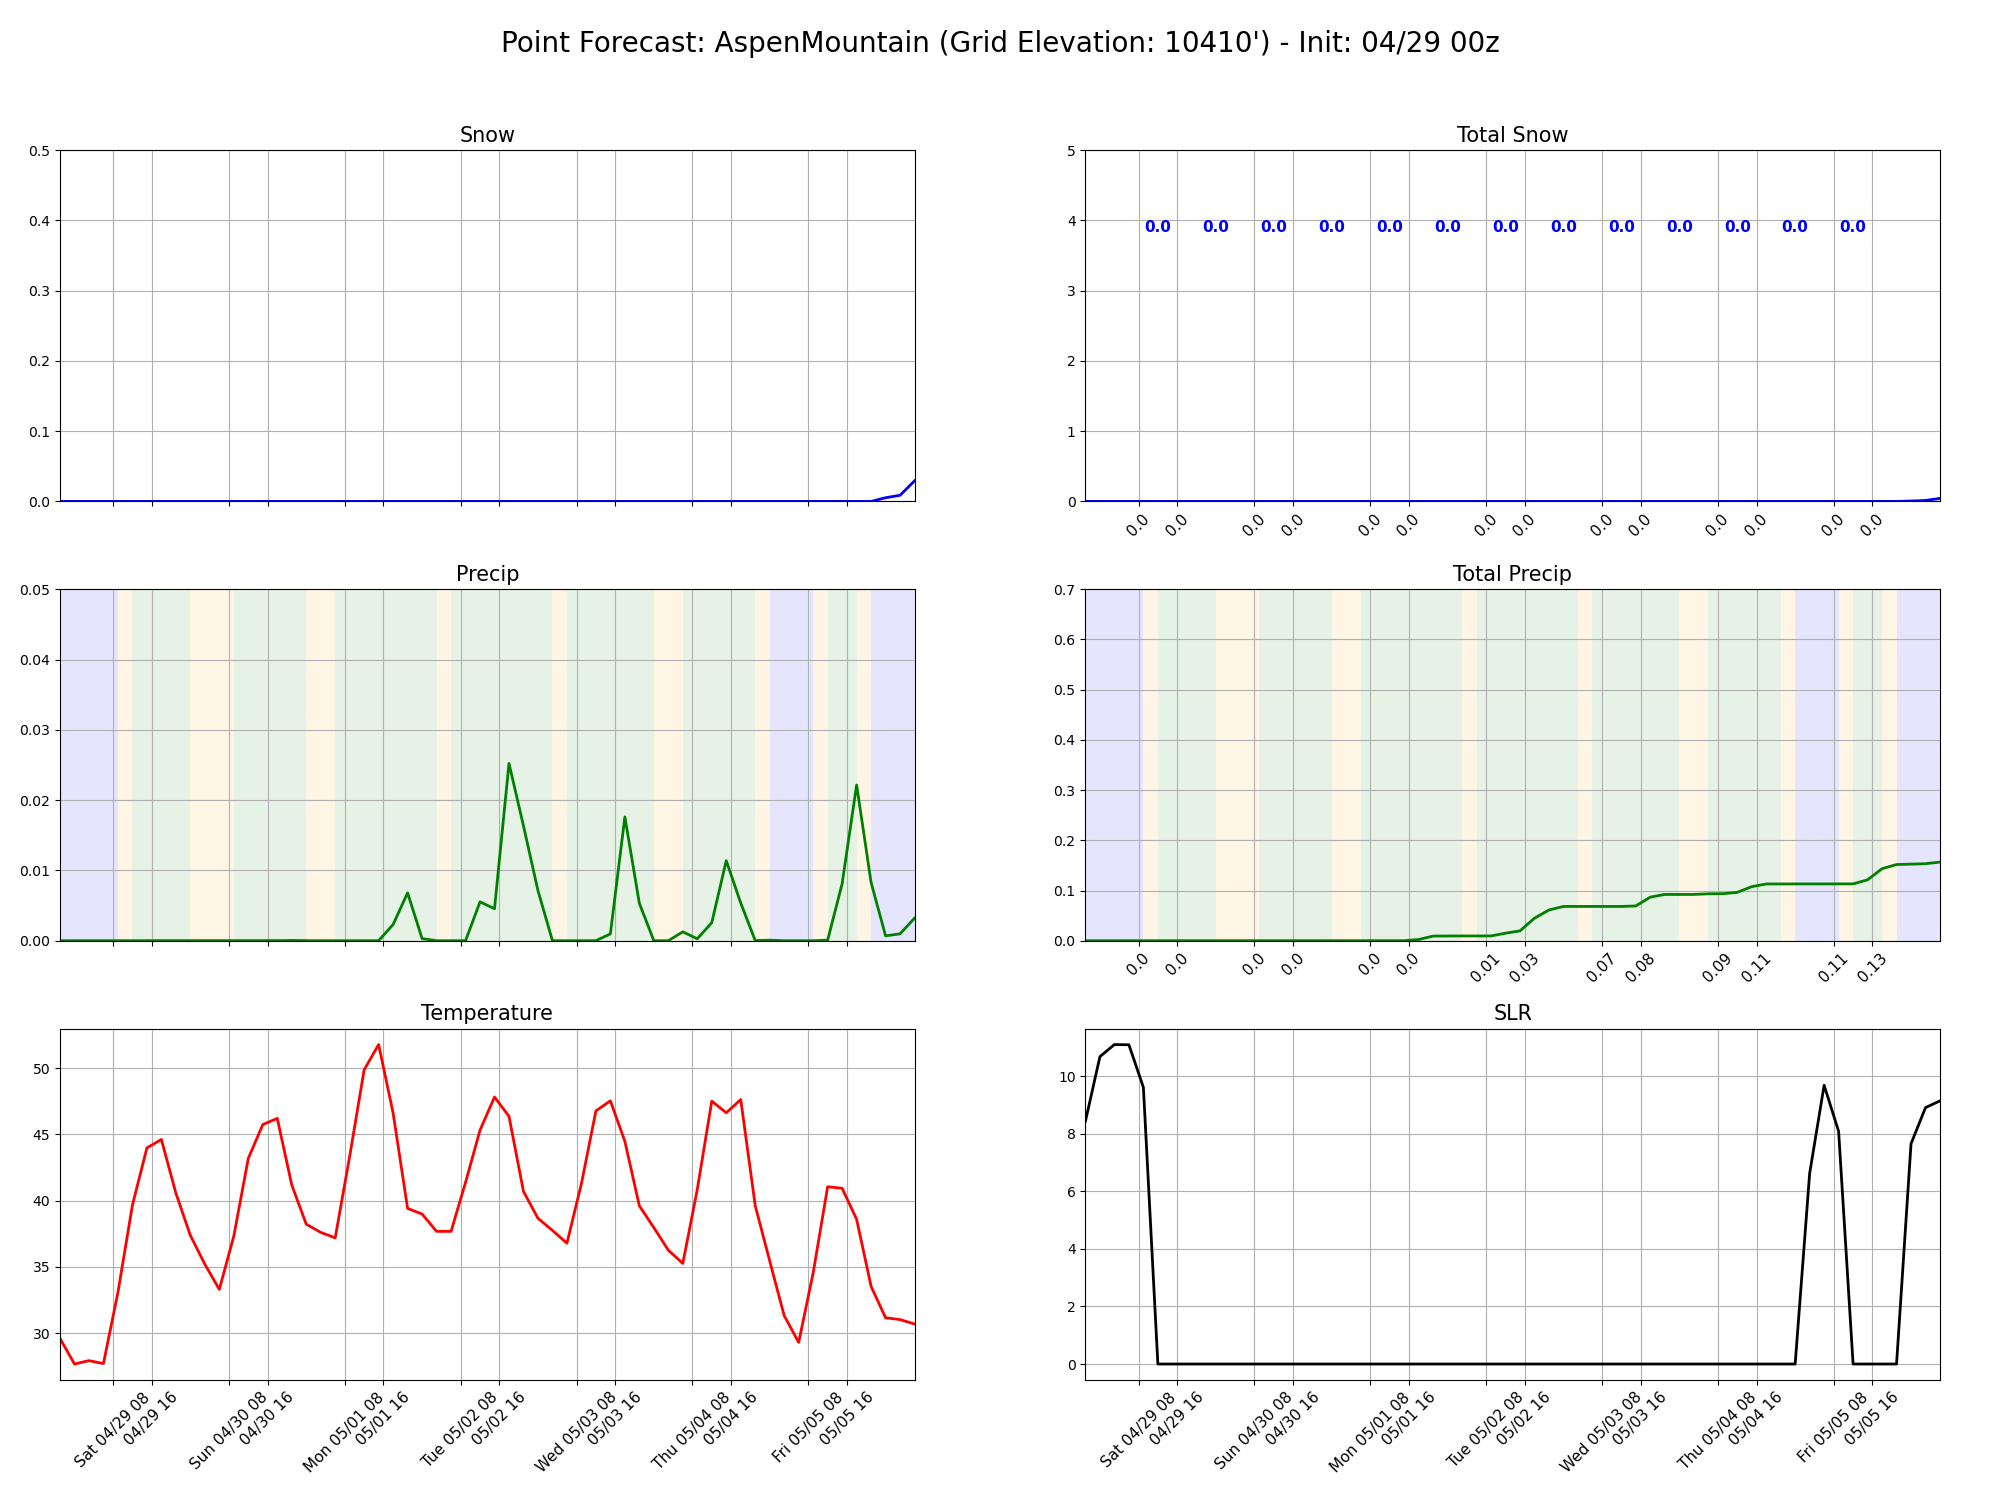 Point Forecast: AspenMountain (Grid Elevation: 10410') - Init: 04/29 00z
Snow
0.5
0.4
0.3
0.2
0.1
0.0
Total Snow
5
4
3
2
1
0
0.0 0.0 0.0 0.0 0.0 0.0 0.0 0.0 0.0 0.0 0.0 0.0 0.0
0.0 0.0 0.0 0.0 0.0 0.0 0.0 0.0 0.0 0.0 0.0 0.0 0.0 0.0
Precip
0.05
0.04
0.03
0.02
0.01
0.00
Total Precip
0.7
0.6
0.5
0.4
0.3
0.2
0.1
0.0
0.0 0.0 0.0 0.0 0.0 0.0 0.01 0.03 0.07 0.08 0.09 0.11 0.11 0.13
Temperature
50
45
40
35
30
Sat 04/29 08
04/29 16
Sun 04/30 08
04/30 16
Mon 05/01 08
05/01 16
Tue 05/02 08
05/02 16
Wed 05/03 08
05/03 16
Thu 05/04 08
05/04 16
Fri 05/05 08
05/05 16
SLR
10
8
6
4
2
0
Sat 04/29 08
04/29 16
Sun 04/30 08
04/30 16
Mon 05/01 08
05/01 16
Tue 05/02 08
05/02 16
Wed 05/03 08
05/03 16
Thu 05/04 08
05/04 16
Fri 05/05 08
05/05 16